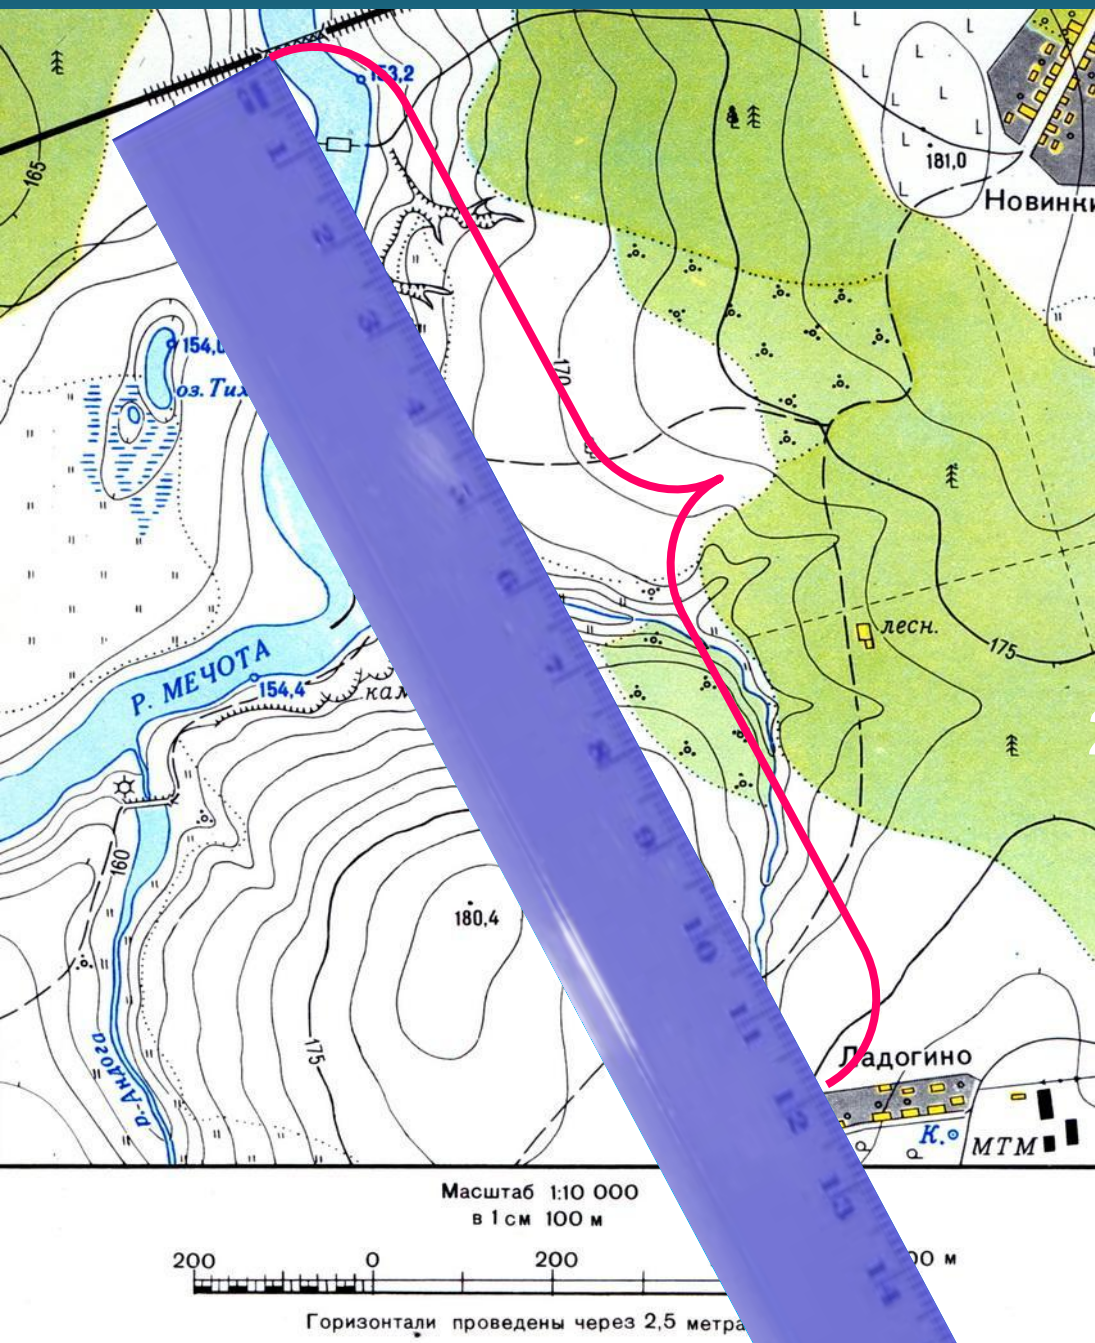 153,2
165
181,0
Новинки
154,0
оз. Тих
170
лесн.
175
Р. МЕЧОТА
154,4
кам
160
180,4
175
р. Андога
Ладогино
К.
МТМ
1
2
3
4
5
6
7
8
9
10
11
12
13
14
Масштаб 1:10 000
в 1 см 100 м
200 0 200 00 м
Горизонтали проведены через 2,5 метра